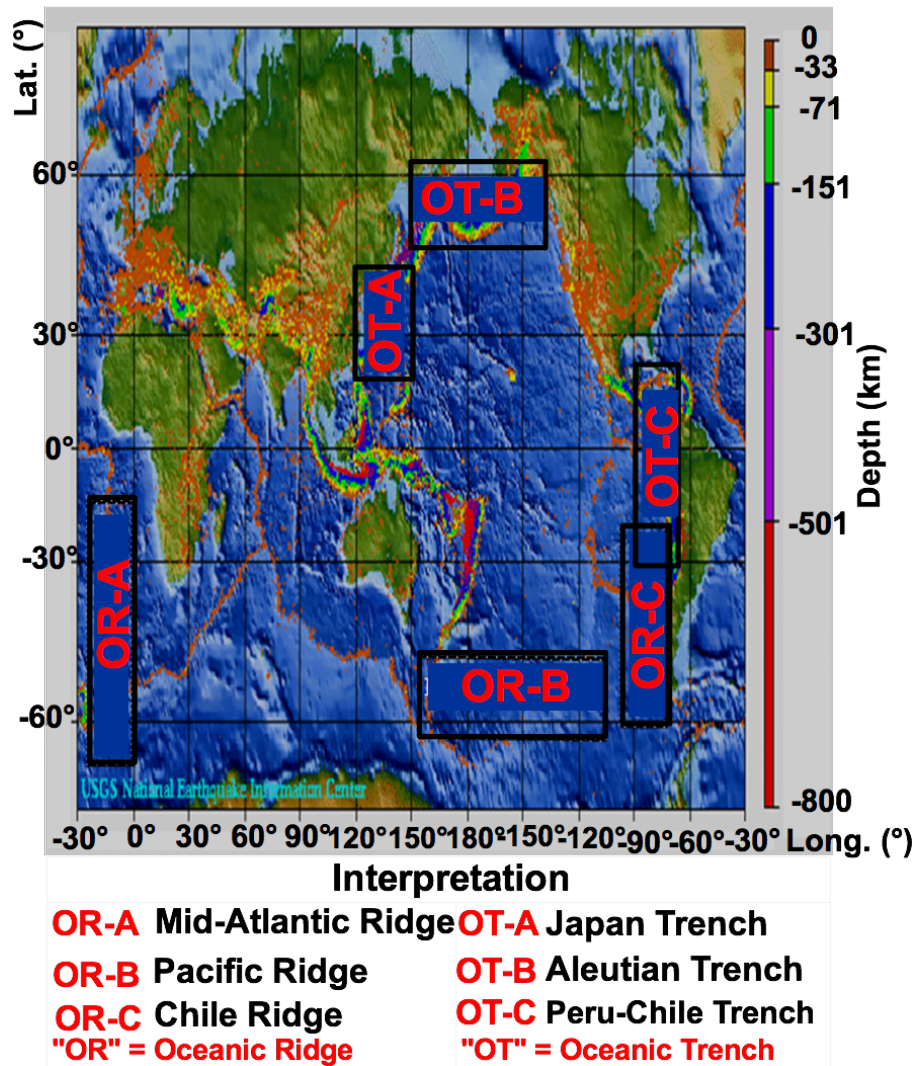 Lat. (°)
60°
30°
0°
-30°
-60°
OT-B
OT-A
OT-C
OR-A
OR-C
OR-B
USGS National Earthquake Information Center
0
-33
-71
-151
-301
-501
-800
Depth (km)
-30° 0° 30° 60° 90° 120° 150° 180° -150° -120° -90° -60° -30° Long. (°)
Interpretation
OR-A Mid-Atlantic Ridge OT-A Japan Trench
OR-B Pacific Ridge OT-B Aleutian Trench
OR-C Chile Ridge OT-C Peru-Chile Trench
"OR" = Oceanic Ridge "OT" = Oceanic Trench